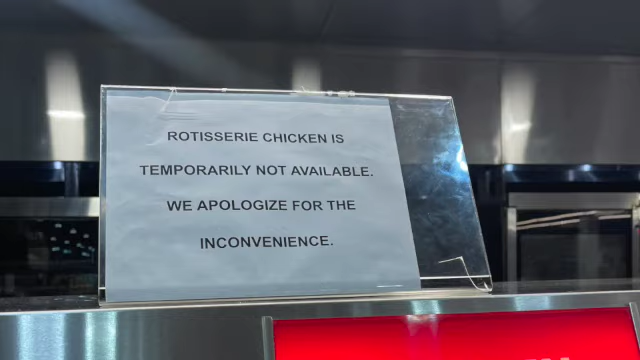 ROTISSERIE CHICKEN IS
TEMPORARILY NOT AVAILABLE.
WE APOLOGIZE FOR THE
INCONVENIENCE.